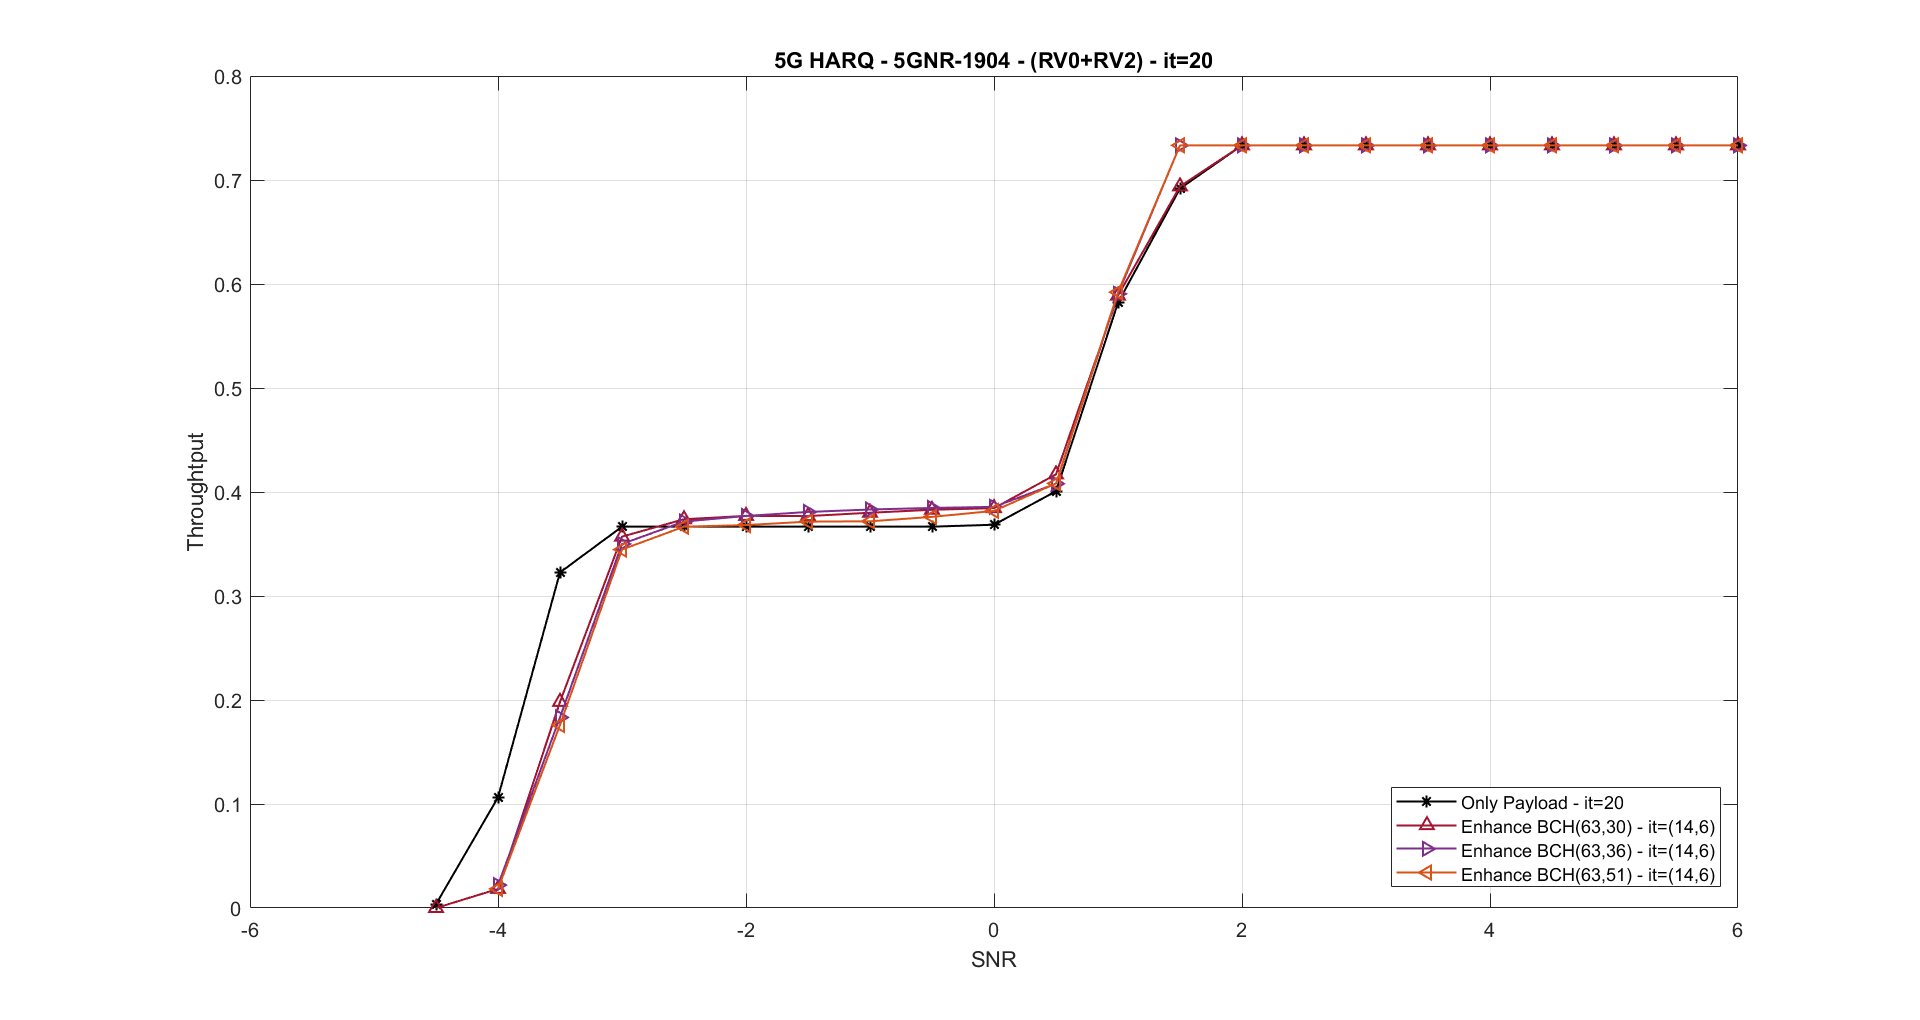 5G HARQ - 5GNR-1904 - (RV0+RV2) - it=20
0.8
0.7
0.6
0.5
0.4
0.3
0.2
0.1
0
Throughtput
-6
-4
-2
0
2
4
6
SNR
Only Payload - it=20
Enhance BCH(63,30) - it=(14,6)
Enhance BCH(63,36) - it=(14,6)
Enhance BCH(63,51) - it=(14,6)